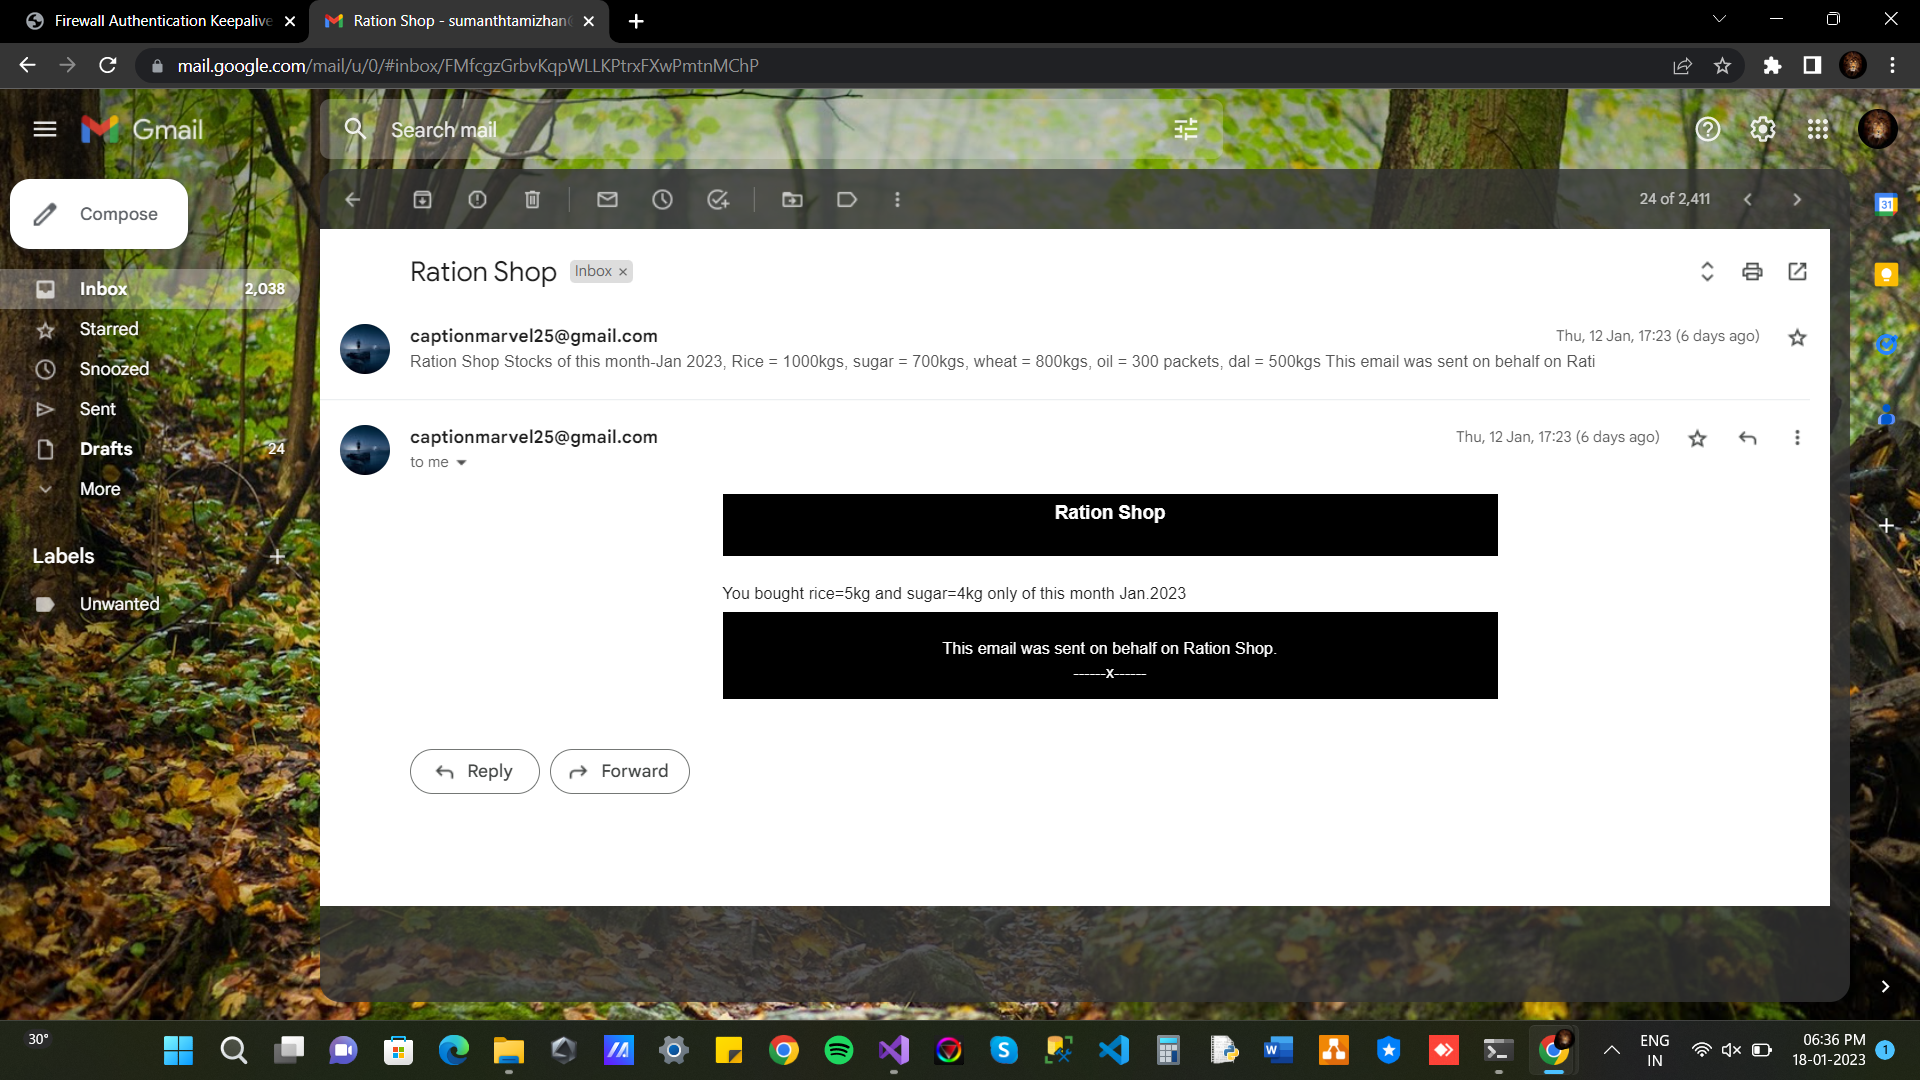 Firewall Authentication Keepalive
Ration Shop - sumanthtamizhan
mail.google.com/mail/u/0/#inbox/FMfcgzGrbvKqpWLLKPtrxFXwPmtnMChP
Gmail
Search mail
Compose
24 of 2,411
31
Inbox 2,038
Starred
Snoozed
Sent
Drafts 24
More
Labels
Unwanted
Ration Shop Inbox
captionmarvel25@gmail.com Thu, 12 Jan, 17:23 (6 days ago)
Ration Shop Stocks of this month-Jan 2023, Rice = 1000kgs, sugar = 700kgs, wheat = 800kgs, oil = 300 packets, dal = 500kgs This email was sent on behalf on Rati
captionmarvel25@gmail.com Thu, 12 Jan, 17:23 (6 days ago)
to me
Ration Shop
You bought rice=5kg and sugar=4kg only of this month Jan.2023
This email was sent on behalf on Ration Shop.
------x------
Reply Forward
30°
ENG
IN
06:36 PM
18-01-2023
1